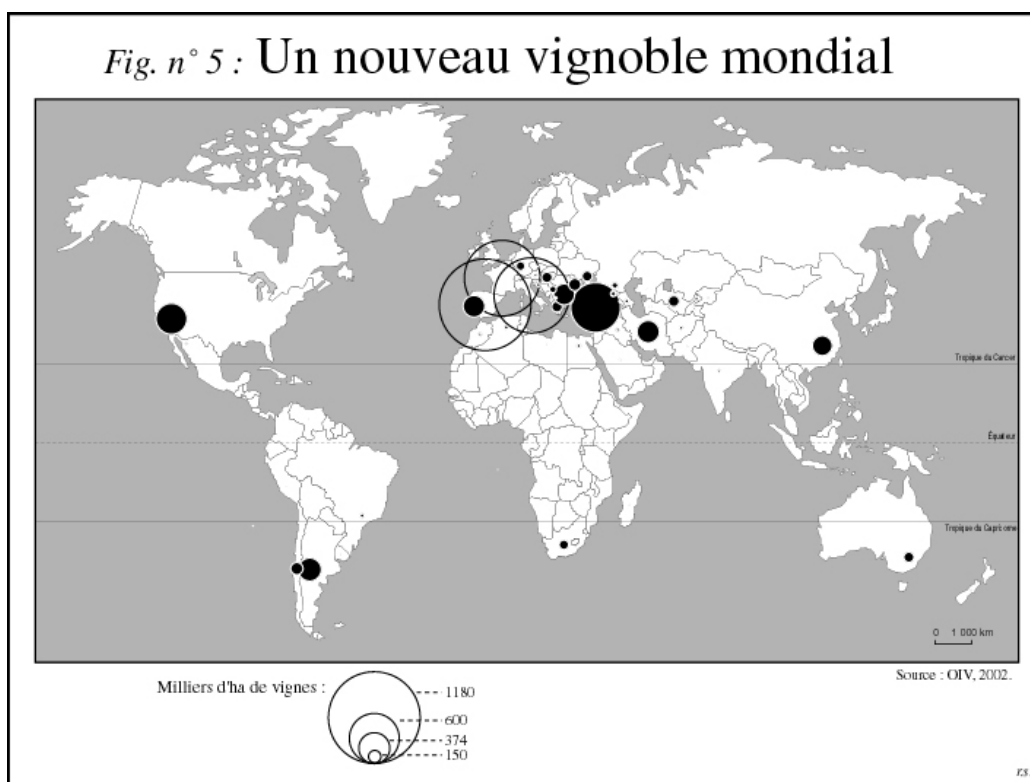 Fig. n° 5 : Un nouveau vignoble mondial
Tropique du Cancer
Équateur
Tropique du Capricorne
0 1 000 km
Source : OIV, 2002.
Milliers d'ha de vignes :
1180
600
374
150